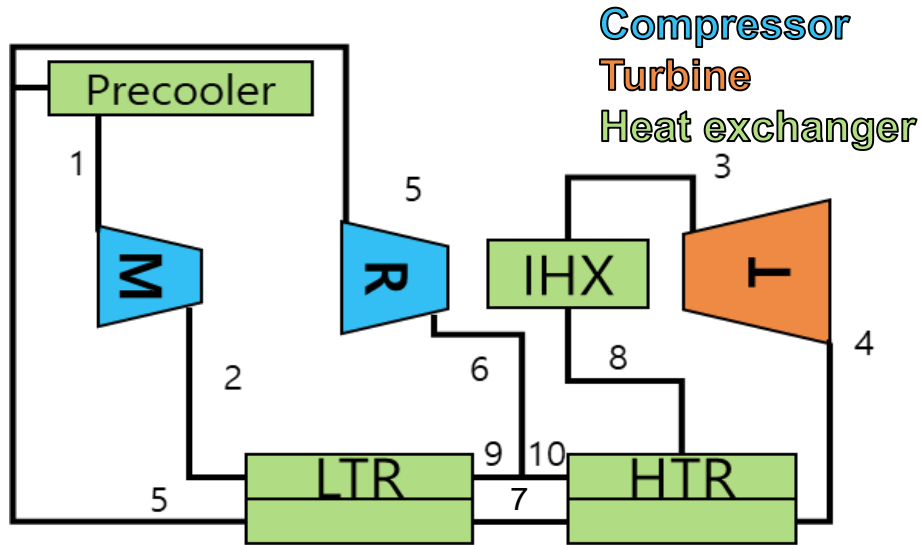 Compressor
Turbine
Heat exchanger
Precooler
1
5
3
M
R
IHX
T
4
2
6
8
9
10
LTR
HTR
5
7